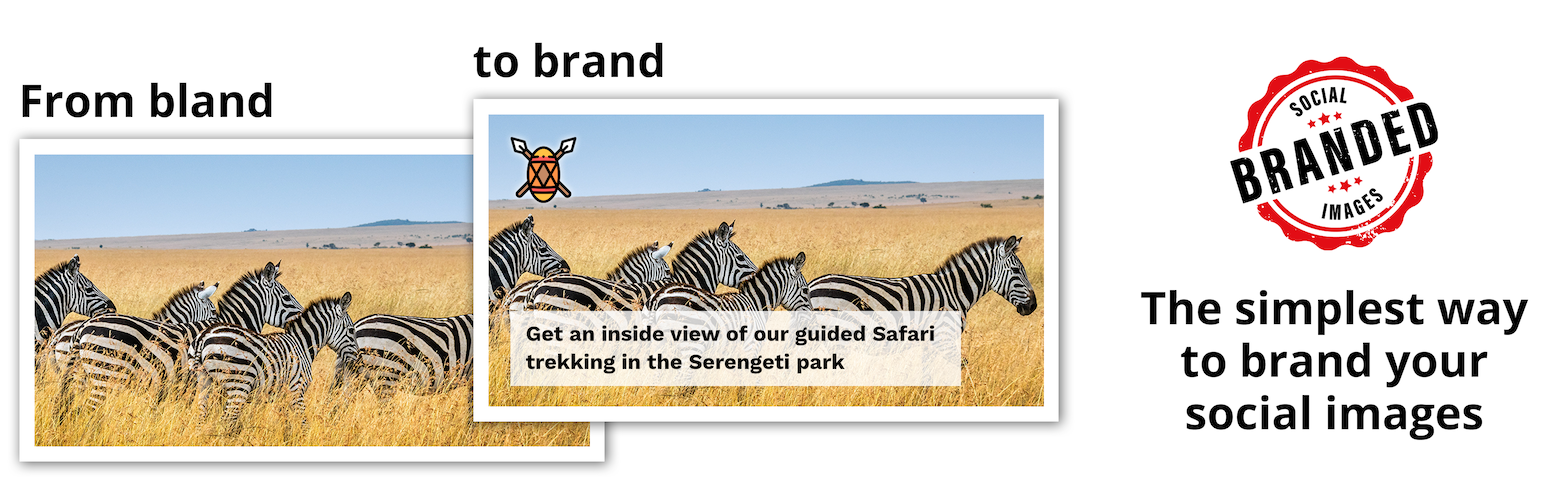 From bland
to brand
Get an inside view of our guided Safari
trekking in the Serengeti park
SOCIAL
BRANDED
IMAGES
The simplest way
to brand your
social images